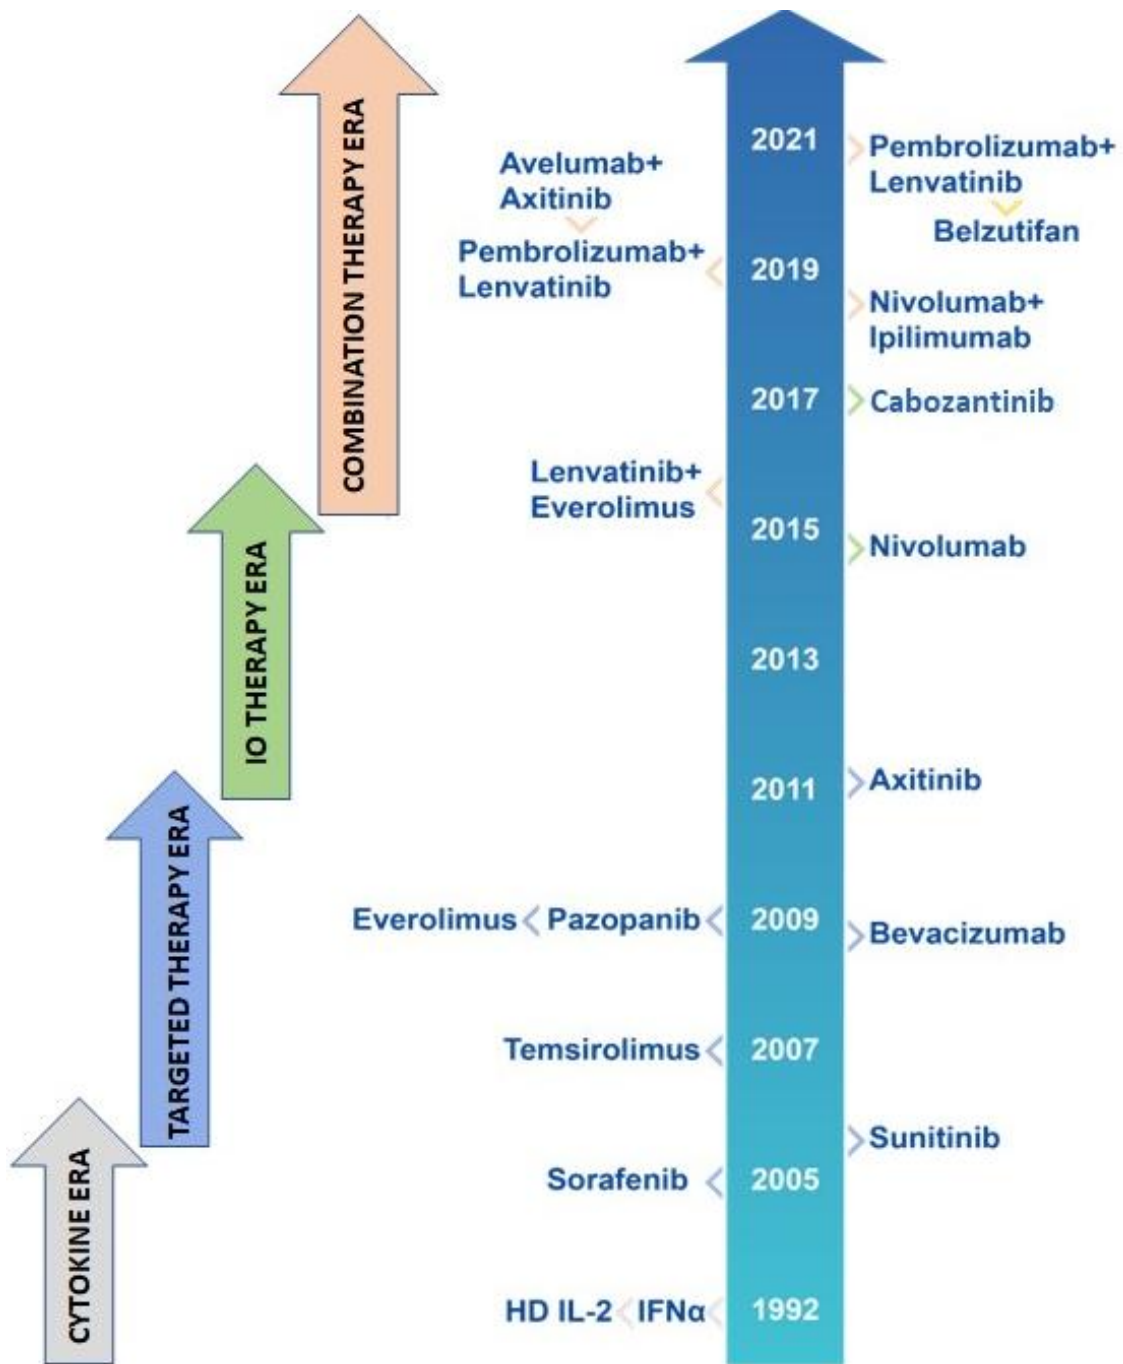 COMBINATION THERAPY ERA
IO THERAPY ERA
TARGETED THERAPY ERA
CYTOKINE ERA
2021
Pembrolizumab+
Lenvatinib
Belzutifan
Avelumab+
Axitinib
Pembrolizumab+
Lenvatinib
2019
Nivolumab+
Ipilimumab
2017
Cabozantinib
Lenvatinib+
Everolimus
2015
Nivolumab
2013
2011
Axitinib
Everolimus < Pazopanib < 2009
Bevacizumab
Temsirolimus < 2007
Sunitinib
Sorafenib < 2005
HD IL-2 < IFNα < 1992